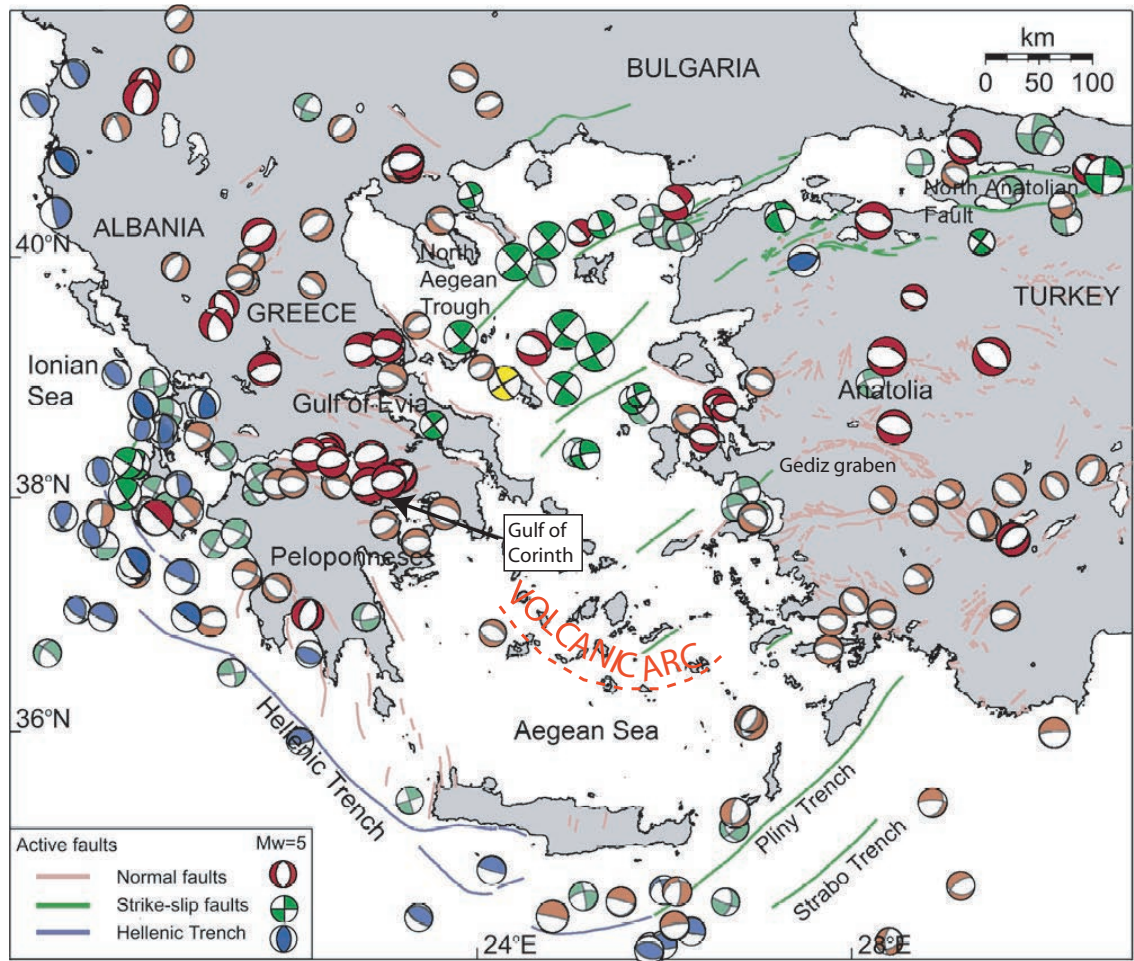 km
0 50 100
BULGARIA
ALBANIA
40°N
North Anatolian
Fault
North
Aegean
Trough
GREECE
TURKEY
Ionian
Sea
Anatolia
Gulf of Evia
Gediz graben
38°N
Gulf of
Corinth
Peloponnese
VOLCANIC ARC
36°N
Aegean Sea
Hellenic Trench
Pliny Trench
Strabo Trench
Active faults
Mw=5
Normal faults
Strike-slip faults
Hellenic Trench
24°E
28°E